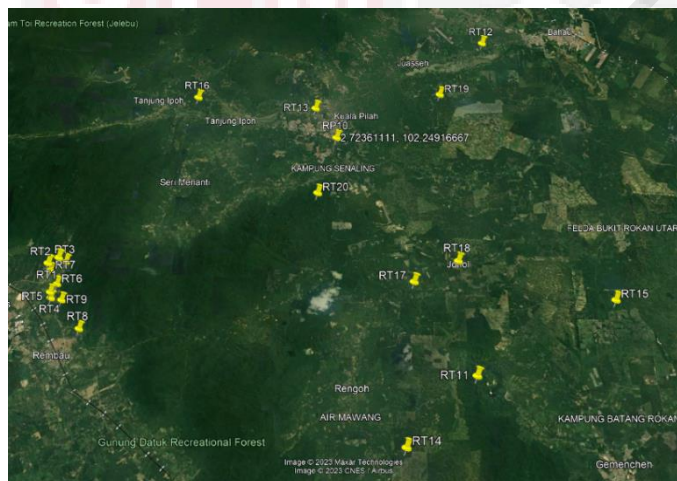 am Toi Recreation Forest (Jelebu)
RT12
Bahau
Juasseh
RT16
RT19
Tanjung Ipoh
RT13
Kuala Pilah
Tanjung Ipoh
RP10
2.72361111, 102.24916667
KAMPUNG SENALING
Seri Menanti
RT20
FELDA BUKIT ROKAN UTAR
RT2
RT3
RT7
RT18
Johol
RT1
RT6
RT17
RT5
RT9
RT15
RT4
RT8
Rembau
RT11
Rengoh
AIR MAWANG
KAMPUNG BATANG ROKAN
RT14
Gunung Datuk Recreational Forest
Image © 2023 Maxar Technologies
Image © 2023 CNES / Airbus
Gemencheh